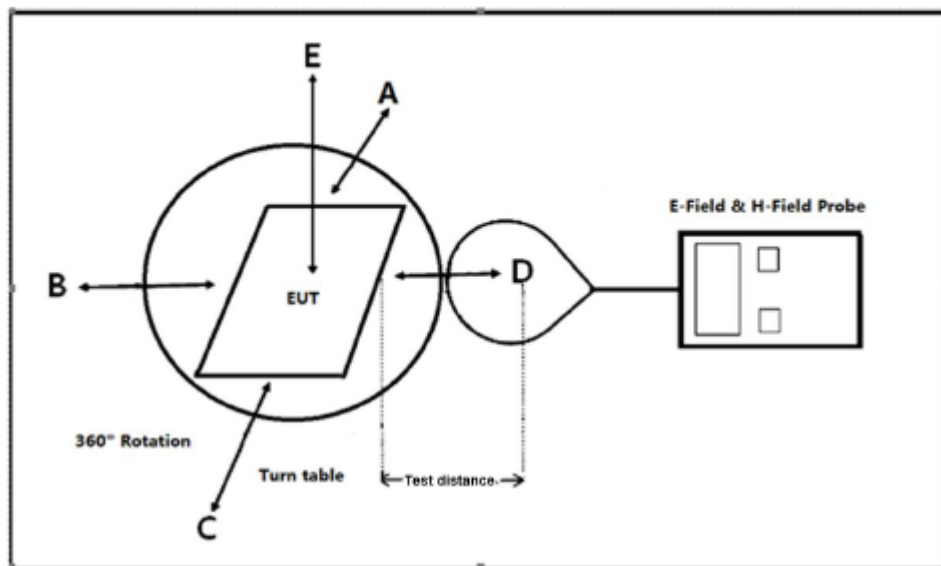 E
A
E-Field & H-Field Probe
B
D
EUT
360° Rotation
Turn table
Test distance
C